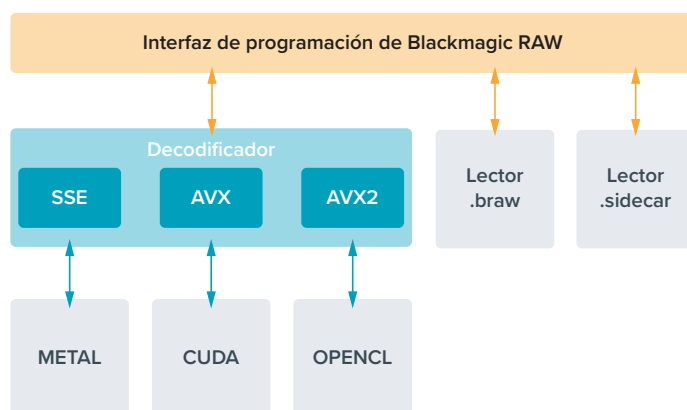 Interfaz de programación de Blackmagic RAW
Decodificador
SSE
AVX
AVX2
Lector
.braw
Lector
.sidecar
METAL
CUDA
OPENCL